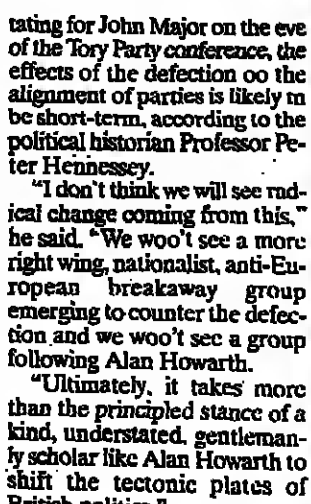 tating for John Major on the eve
of the Tory Party conference, the
effects of the defection oo the
alignment of parties is likely tn
be short-term, according to the
political historian Professor Pe-
ter Hennessey.
"I don't think we will see rad-
ical change coming from this,"
he said. "We woo't see a more
right wing, nationalist, anti-Eu-
ropean breakaway group
emerging to counter the defec-
tion and we woo't see a group
following Alan Howarth.
"Ultimately, it takes more
than the principled stance of a
kind, understated, gentleman-
ly scholar like Alan Howarth to
shift the tectonic plates of
British politics."